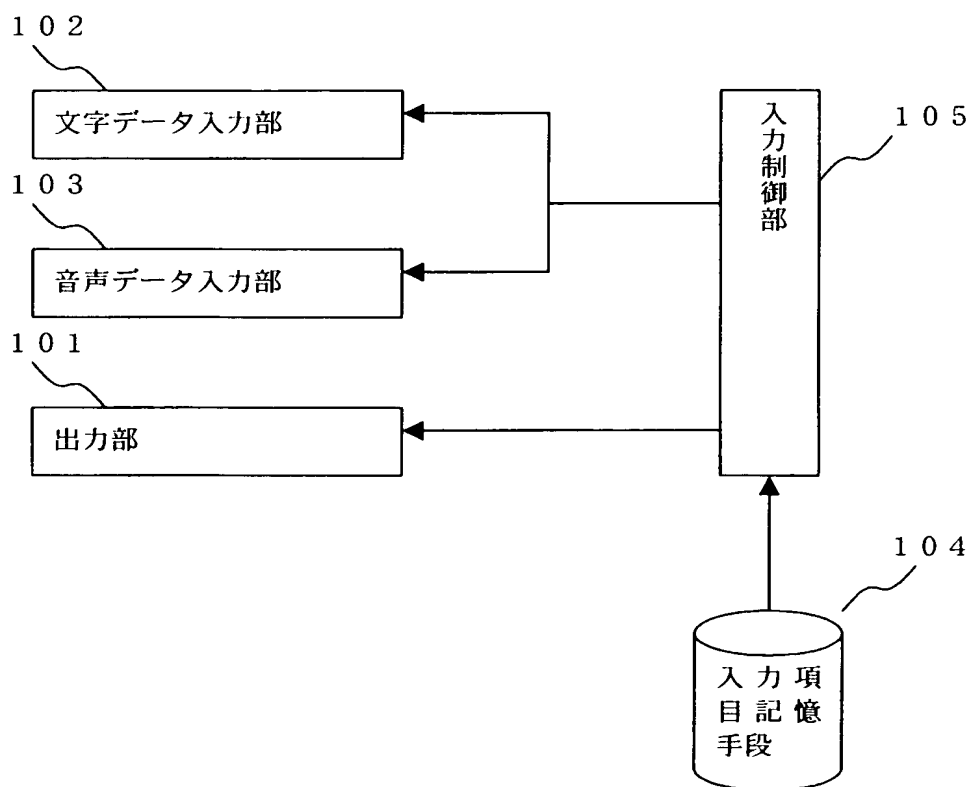 １０２
文字データ入力部
１０３
音声データ入力部
１０１
出力部
入力制御部
１０５
１０４
入力項
目記憶
手段